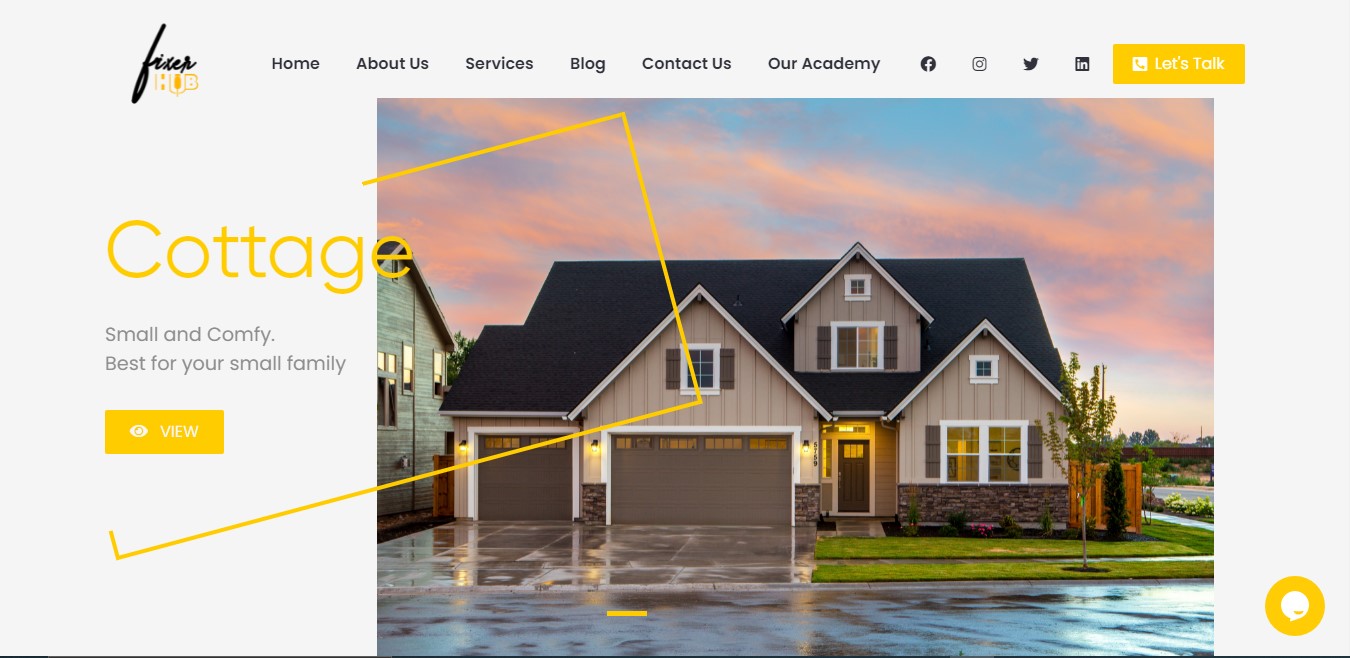 fixer
HUB
Home About Us Services Blog Contact Us Our Academy Let's Talk
Cottage
Small and Comfy.
Best for your small family
VIEW
5759